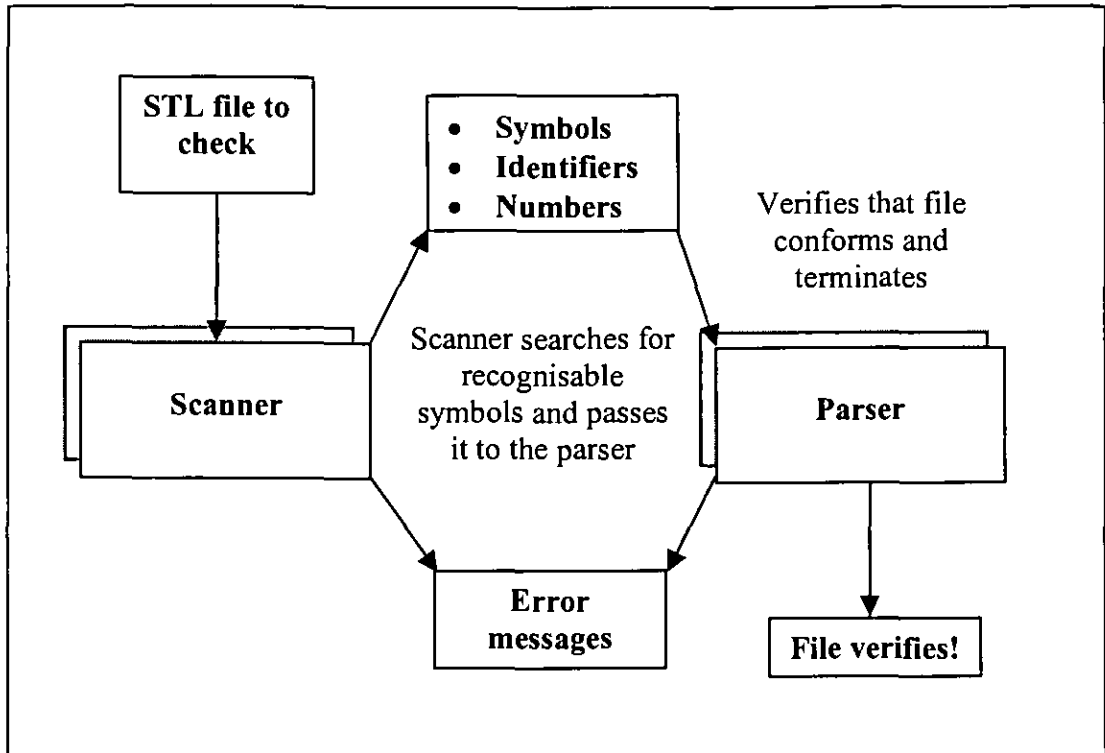 STL file to
check
• Symbols
• Identifiers
• Numbers
Verifies that file
conforms and
terminates
Scanner
Scanner searches for
recognisable
symbols and passes
it to the parser
Parser
Error
messages
File verifies!